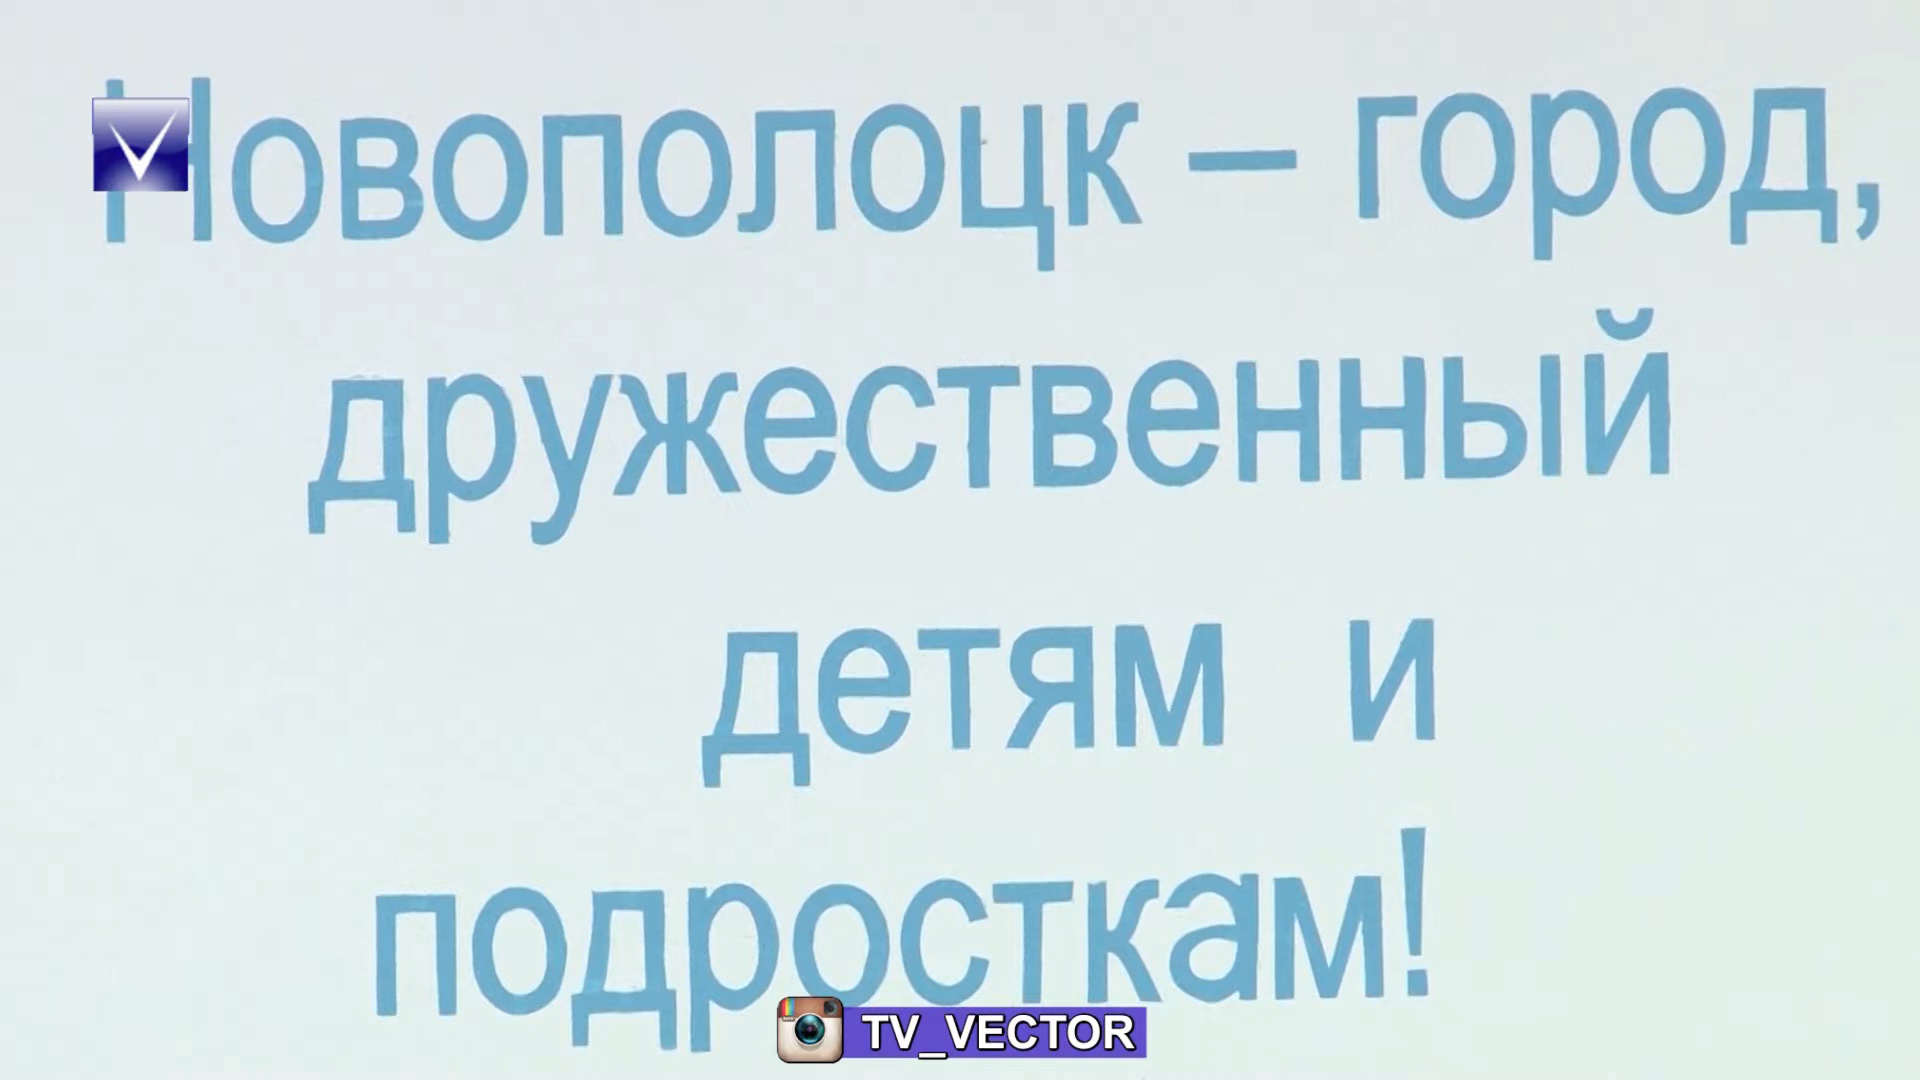 Новополоцк – город,
дружественный
детям и
подросткам!
TV_VECTOR